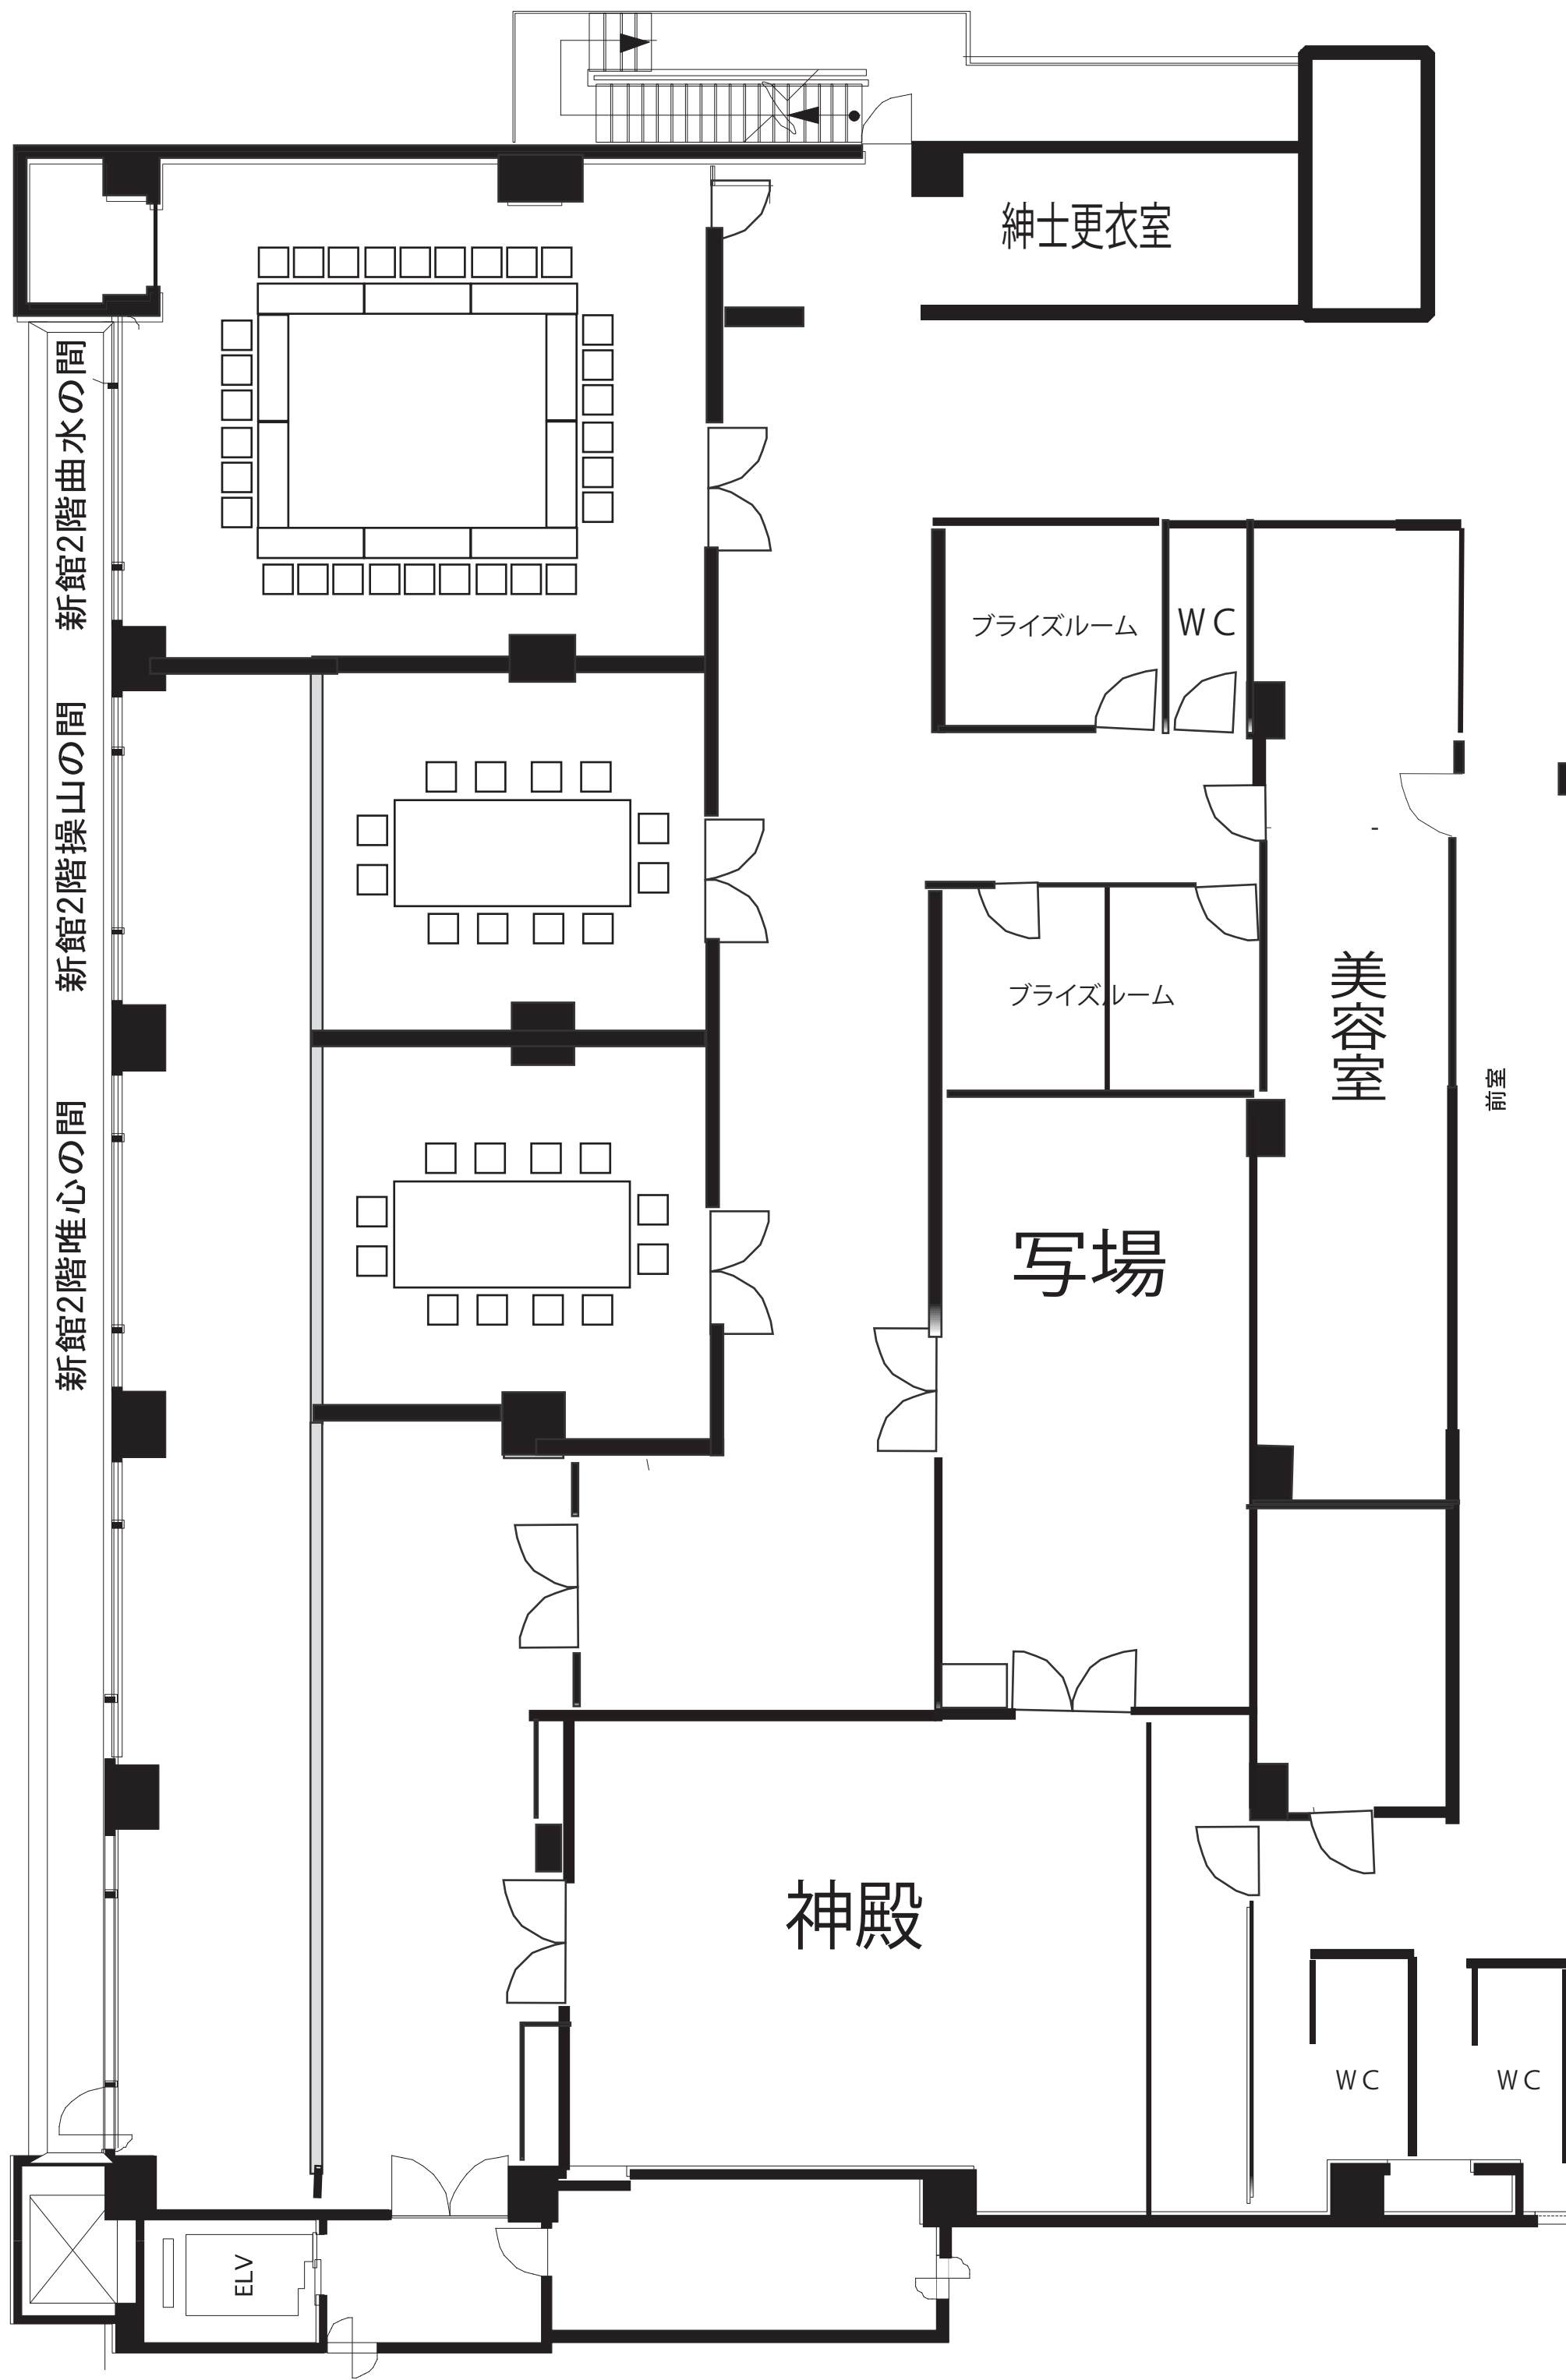 紳士更衣室
新館2階曲水の間
ブライズルーム
WC
新館2階操山の間
ブライズルーム
美容室
前室
新館2階唯心の間
写場
神殿
WC
WC
ELV